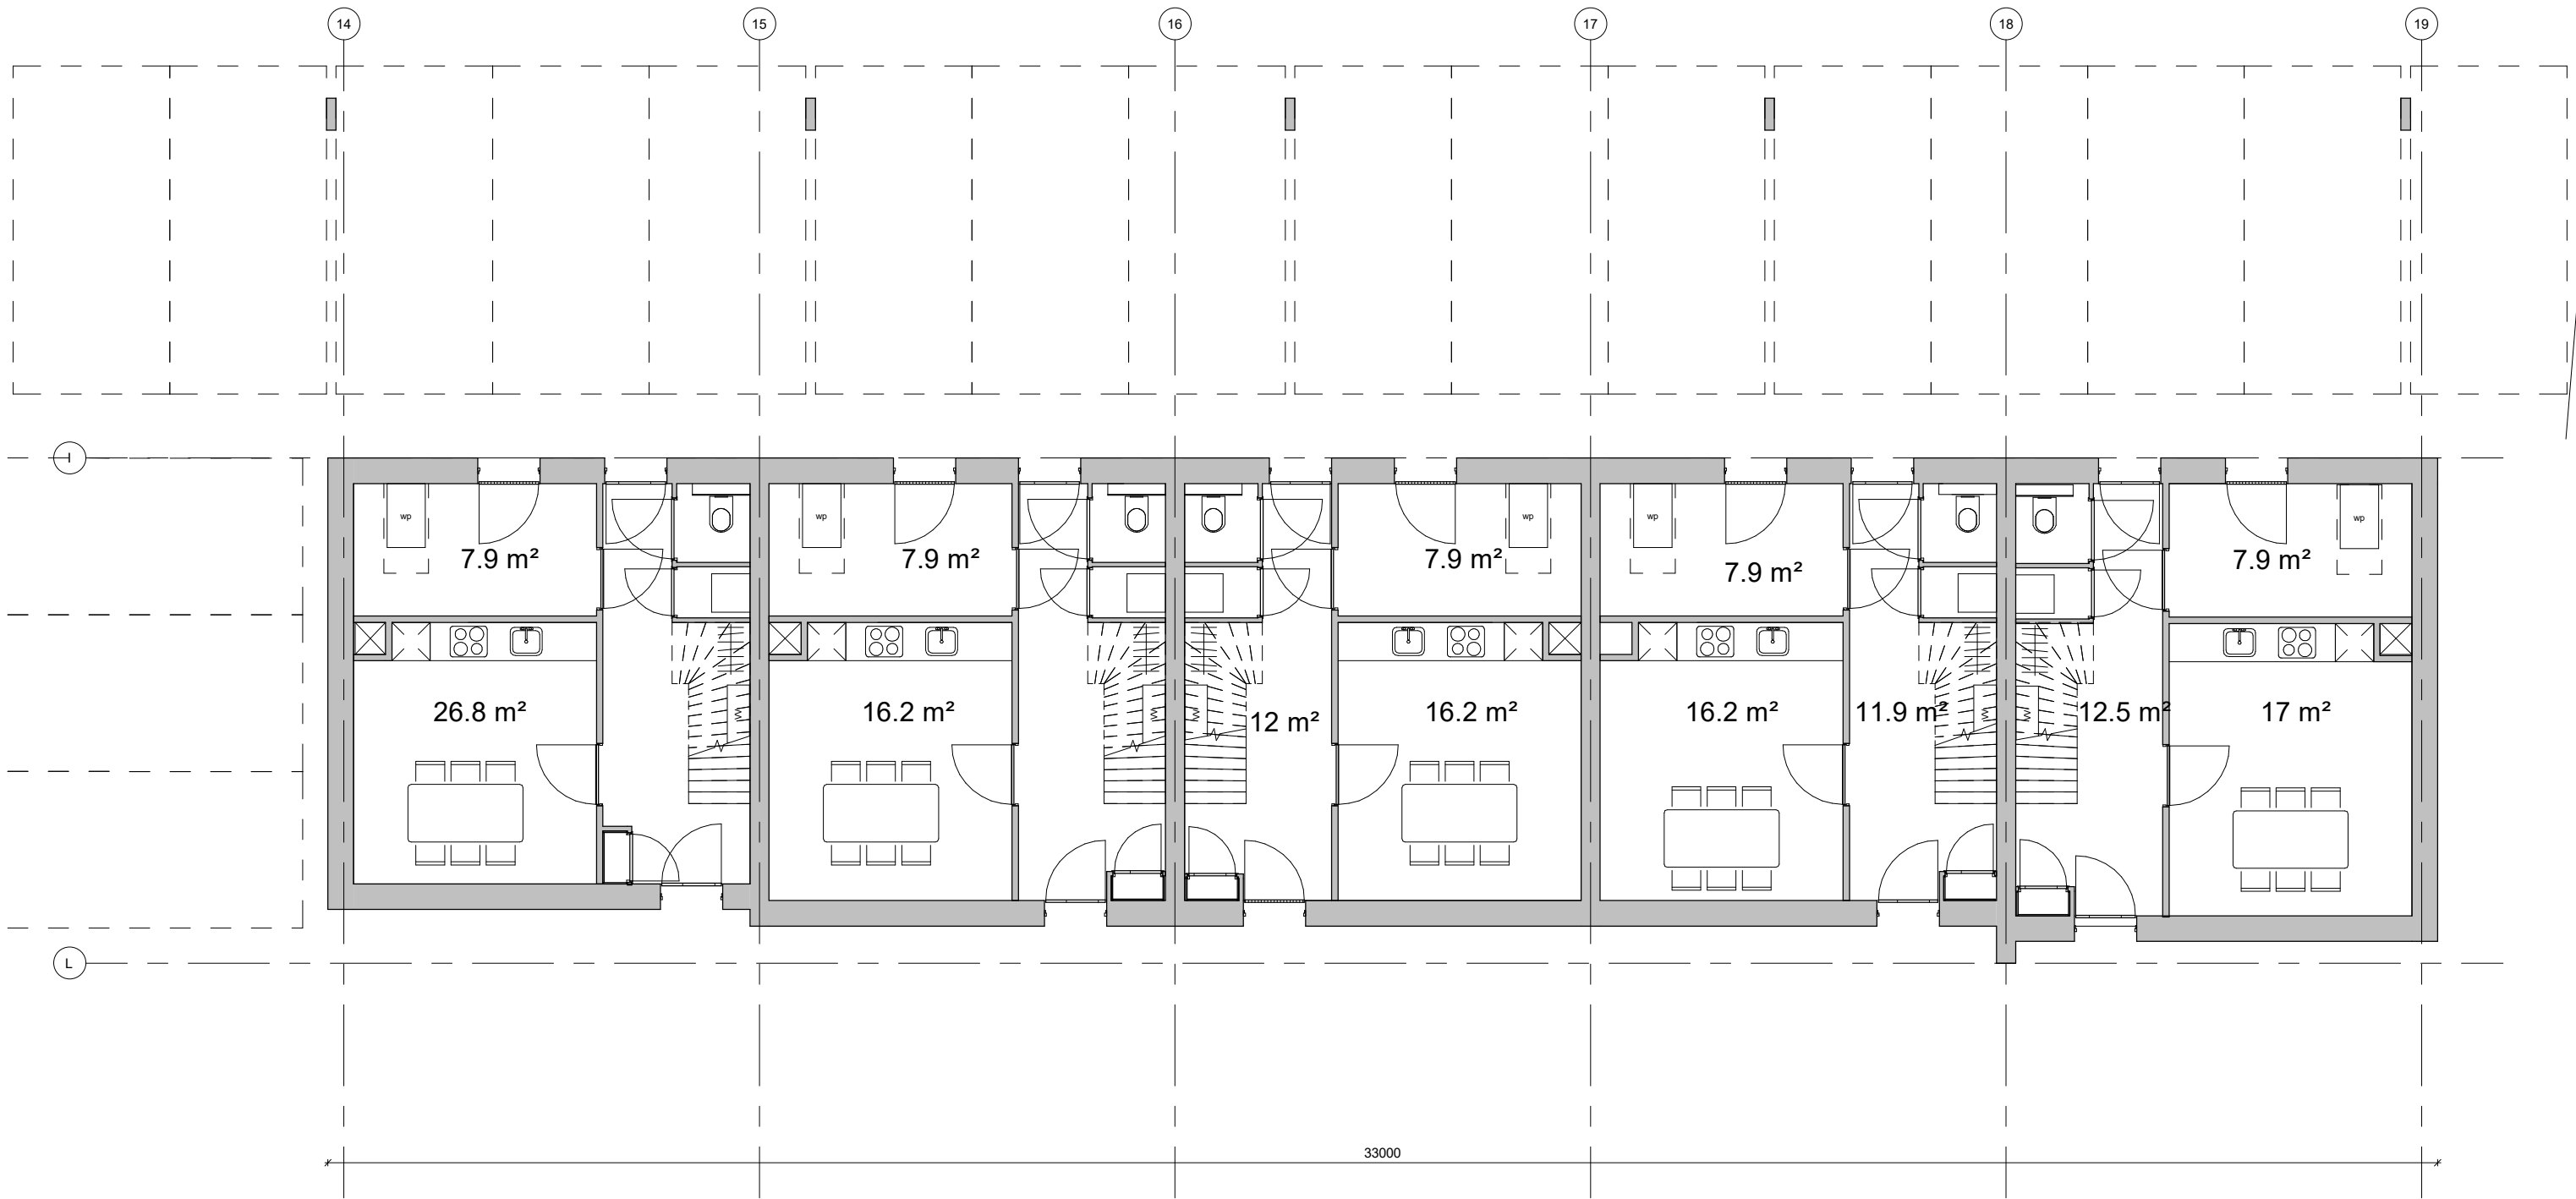 14 15 16 17 18 19
I
wp wp wp wp wp
7.9 m² 7.9 m² 7.9 m² 7.9 m² 7.9 m²
26.8 m² 16.2 m² 12 m² 16.2 m² 16.2 m² 11.9 m² 12.5 m² 17 m²
L
33000